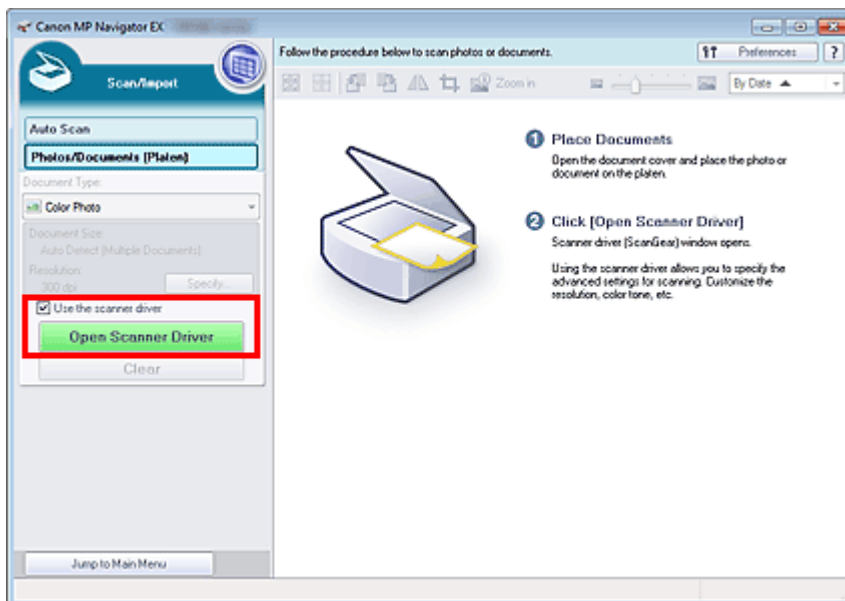 Canon MP Navigator EX
Scan/Import
Follow the procedure below to scan photos or documents.
Preferences
?
Zoom in
By Date
Auto Scan
Photos/Documents (Platen)
Document Type:
Color Photo
Document Size:
Auto Detect (Multiple Documents)
Resolution:
300 dpi
Specify...
Use the scanner driver
Open Scanner Driver
Clear
Jump to Main Menu
1 Place Documents
Open the document cover and place the photo or
document on the platen.
2 Click [Open Scanner Driver]
Scanner driver (ScanGear) window opens.
Using the scanner driver allows you to specify the
advanced settings for scanning. Customize the
resolution, color tone, etc.